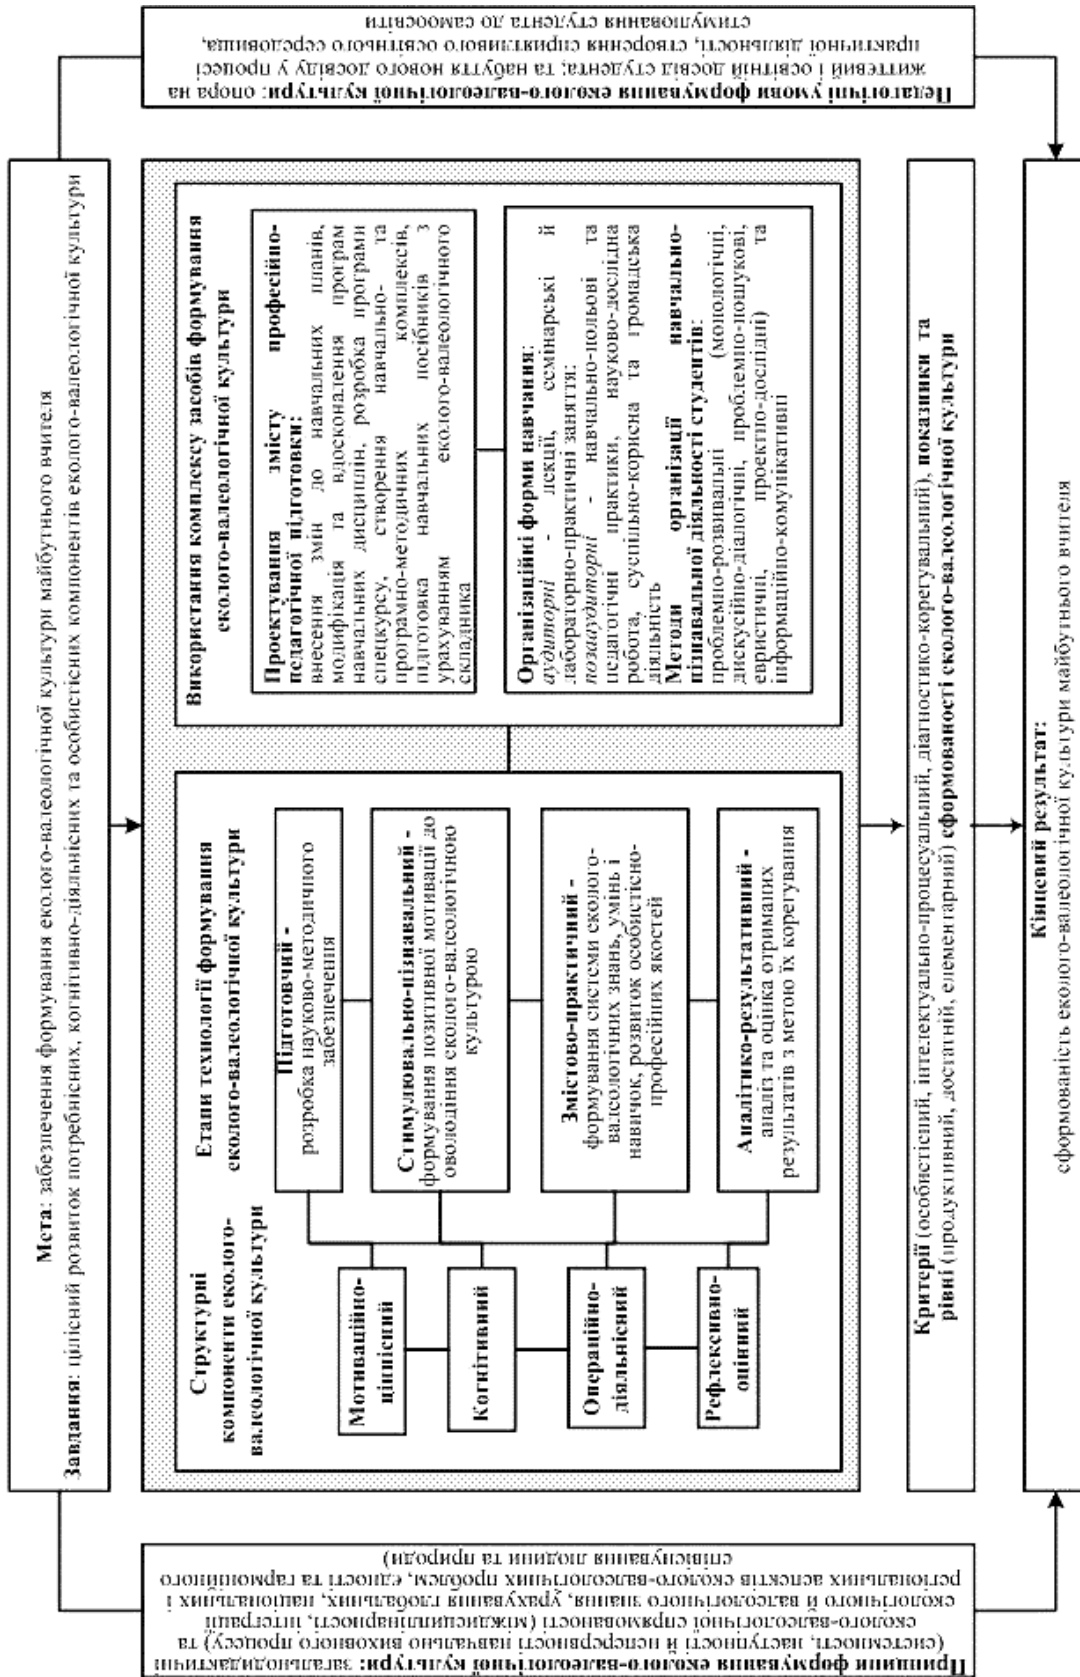 Мета: забезпечення формування еколого-валеологічної культури майбутнього вчителя
Завдання: цілісний розвиток потребнісних, когнітивно-діяльнісних та особистісних компонентів еколого-валеологічної культури
Принципи формування еколого-валеологічної культури: загальнодидактичні
(системності, наступності й неперервності навчально виховного процесу) та
еколого-валеологічної спрямованості (міждисциплінарності, інтеграції
екологічного й валеологічного знання, урахування глобальних, національних і
регіональних аспектів еколого-валеологічних проблем, єдності та гармонійного
співіснування людини та природи)
Структурні
компоненти еколого-
валеологічної культури
Мотиваційно-
ціннісний
Когнітивний
Операційно-
діяльнісний
Рефлексивно-
оцінний
Етапи технології формування
еколого-валеологічної культури
Підготовчий -
розробка науково-методичного
забезпечення
Стимулювально-пізнавальний -
формування позитивної мотивації до
оволодіння еколого-валеологічною
культурою
Змістово-практичний -
формування системи еколого-
валеологічних знань, умінь і
навичок, розвиток особистісно-
професійних якостей
Аналітико-результативний -
аналіз та оцінка отриманих
результатів з метою їх корегування
Використання комплексу засобів формування
еколого-валеологічної культури
Проектування змісту професійно-
педагогічної підготовки:
внесення змін до навчальних планів,
модифікація та вдосконалення програм
навчальних дисциплін, розробка програми
спецкурсу, створення навчально- та
програмно-методичних комплексів,
підготовка навчальних посібників з
урахуванням еколого-валеологічного
складника
Організаційні форми навчання:
аудиторні - лекції, семінарські й
лабораторно-практичні заняття:
позааудиторні - навчально-польові та
педагогічні практики, науково-дослідна
робота, суспільно-корисна та громадська
діяльність
Методи організації навчально-
пізнавальної діяльності студентів:
проблемно-розвивальні (монологічні,
дискусійно-діалогічні, проблемно-пошукові,
евристичні, проектно-дослідні) та
інформаційно-комунікативні
Педагогічні умови формування еколого-валеологічної культури: опора на
життєвий і освітній досвід студента; та набуття нового досвіду у процесі
практичної діяльності, створення сприятливого освітнього середовища,
стимулювання студента до самоосвіти
Критерії (особистісний, інтелектуально-процесуальний, діагностико-корегувальний), показники та
рівні (продуктивний, достатній, елементарний) сформованості еколого-валеологічної культури
Кінцевий результат:
сформованість еколого-валеологічної культури майбутнього вчителя